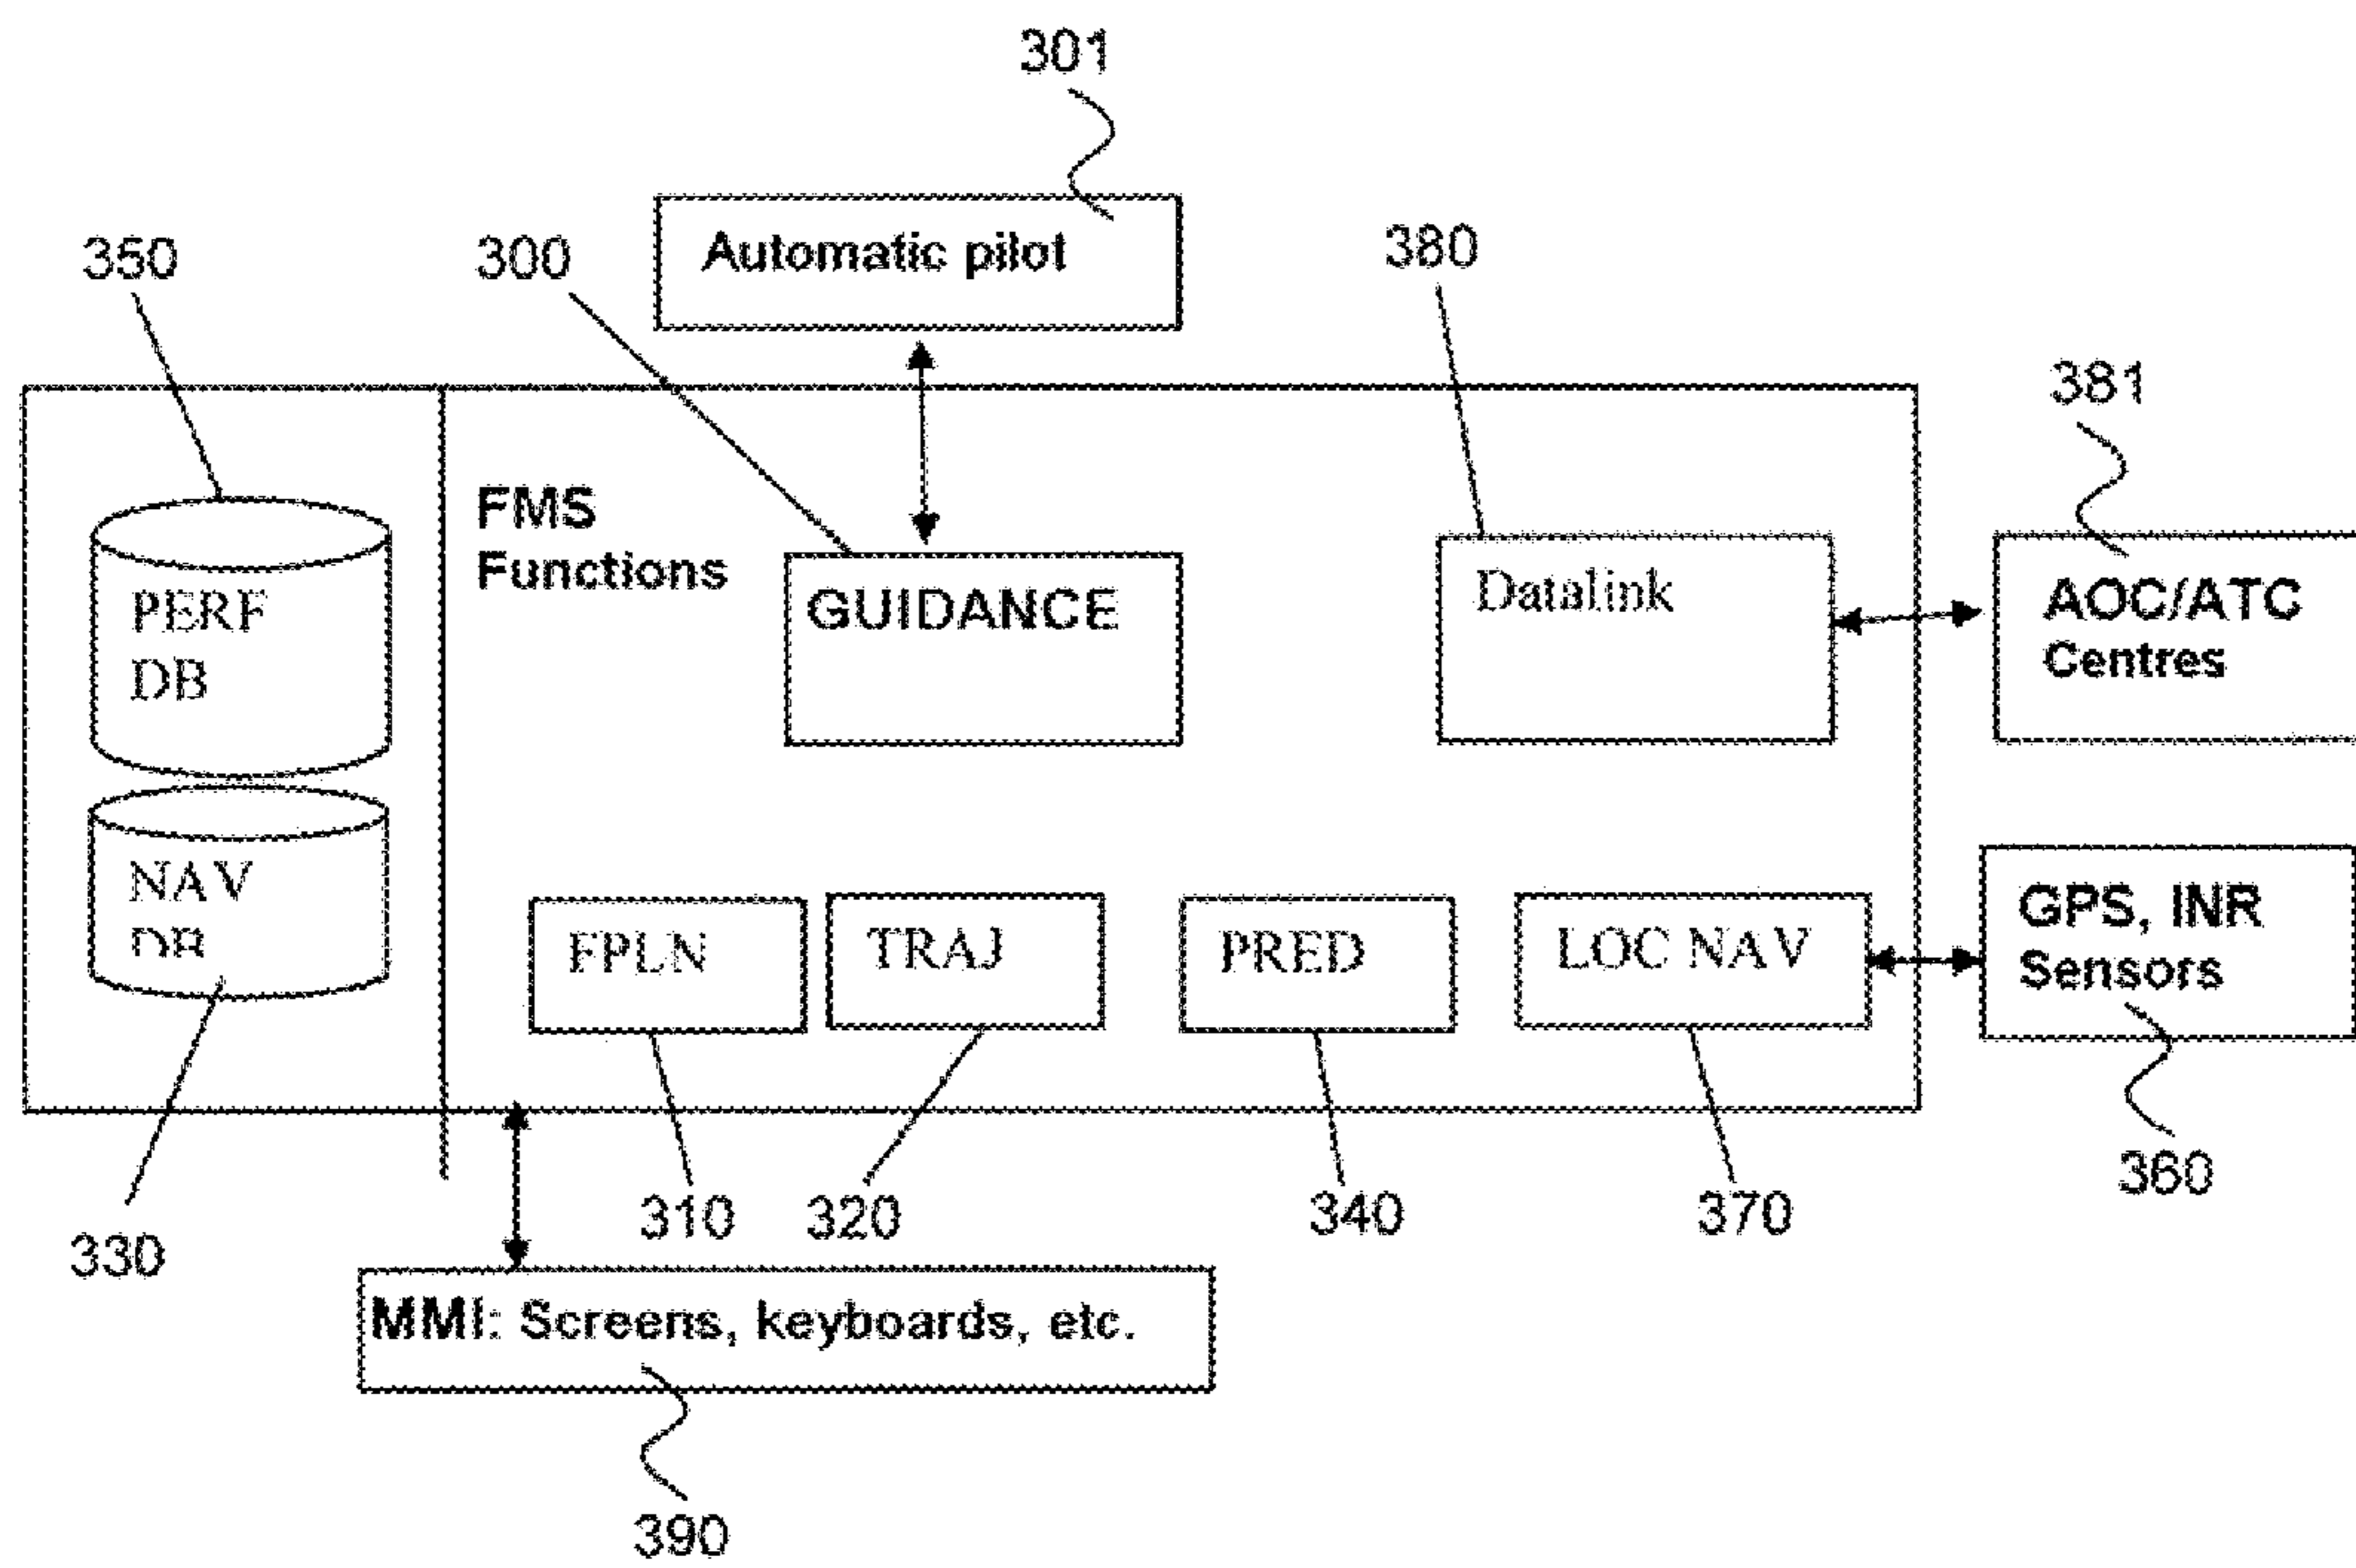 301
Automatic pilot
350
300
380
381
FMS
Functions
PERF
DB
GUIDANCE
Datalink
AOC/ATC
Centres
NAV
DB
FPLN
TRAJ
PRED
LOC NAV
GPS, INR
Sensors
360
310
320
340
370
330
MMI: Screens, keyboards, etc.
390